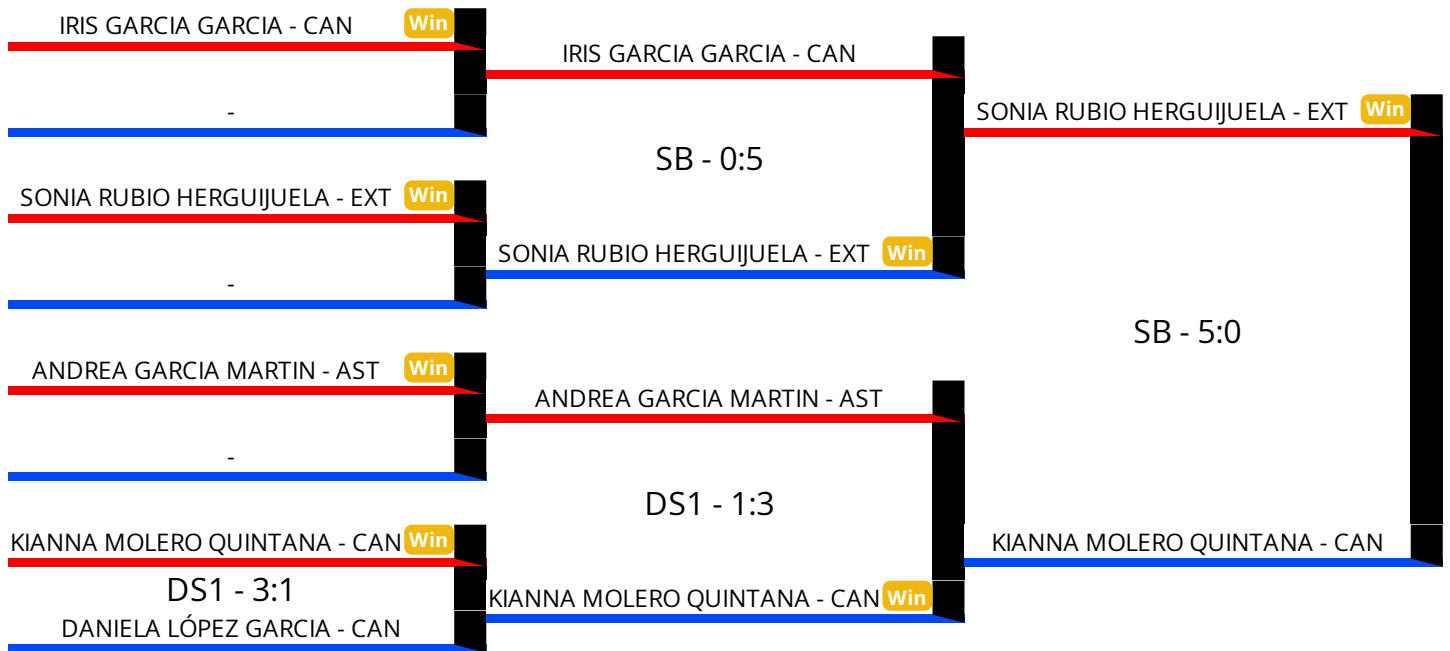 IRIS GARCIA GARCIA - CAN Win
-
SONIA RUBIO HERGUIJUELA - EXT Win
-
ANDREA GARCIA MARTIN - AST Win
-
KIANNA MOLERO QUINTANA - CAN Win
DS1 - 3:1
DANIELA LÓPEZ GARCIA - CAN
IRIS GARCIA GARCIA - CAN
SB - 0:5
SONIA RUBIO HERGUIJUELA - EXT Win
ANDREA GARCIA MARTIN - AST
DS1 - 1:3
KIANNA MOLERO QUINTANA - CAN Win
SONIA RUBIO HERGUIJUELA - EXT Win
SB - 5:0
KIANNA MOLERO QUINTANA - CAN